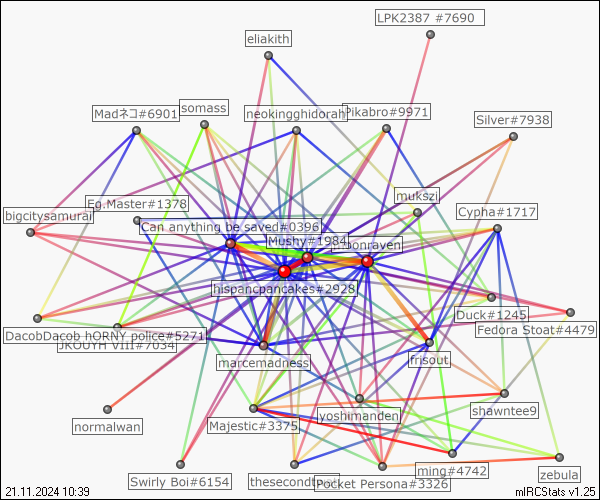 LPK2387 #7690
eliakith
Madネコ#6901
somass
neokingghidorah
Pikabro#9971
Silver#7938
Eg.Master#1378
mukszi
bigcitysamurai
Can anything be saved#0396
Cypha#1717
Mushy#1984
hispancpancakes#2928
Duck#1245
Fedora Stoat#4479
DacobDacob hORNY police#5271
JKOUYH VIII#7034
marcemadness
frisout
normalwan
Majestic#3375
yoshimanden
shawntee9
Swirly Boi#6154
Pocket Persona#3326
ming#4742
zebula
21.11.2024 10:39
mIRCStats v1.25